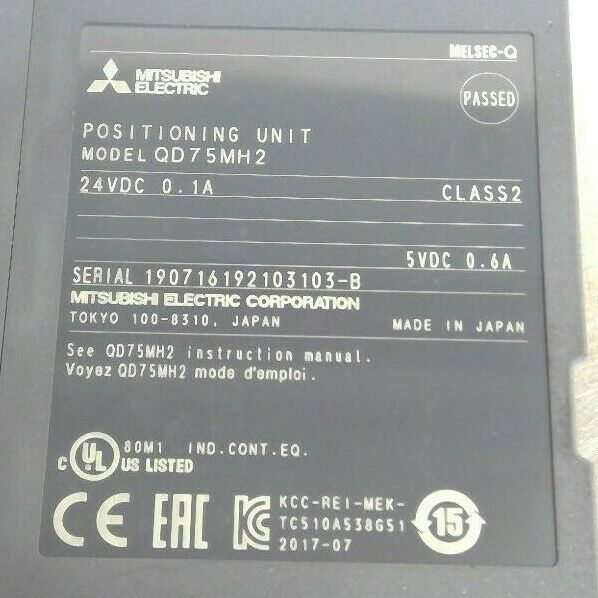 MELSEC-Q
MITSUBISHI
ELECTRIC
PASSED
POSITIONING UNIT
MODEL QD75MH2
24VDC 0.1A CLASS2
5VDC 0.6A
SERIAL 190716192103103-B
MITSUBISHI ELECTRIC CORPORATION
TOKYO 100-8310, JAPAN MADE IN JAPAN
See QD75MH2 instruction manual.
Voyez QD75MH2 mode d'emploi.
C UL US LISTED 80M1 IND.CONT.EQ.
CE EAC KC KCC-REI-MEK-
TC510A538G51
2017-07
15